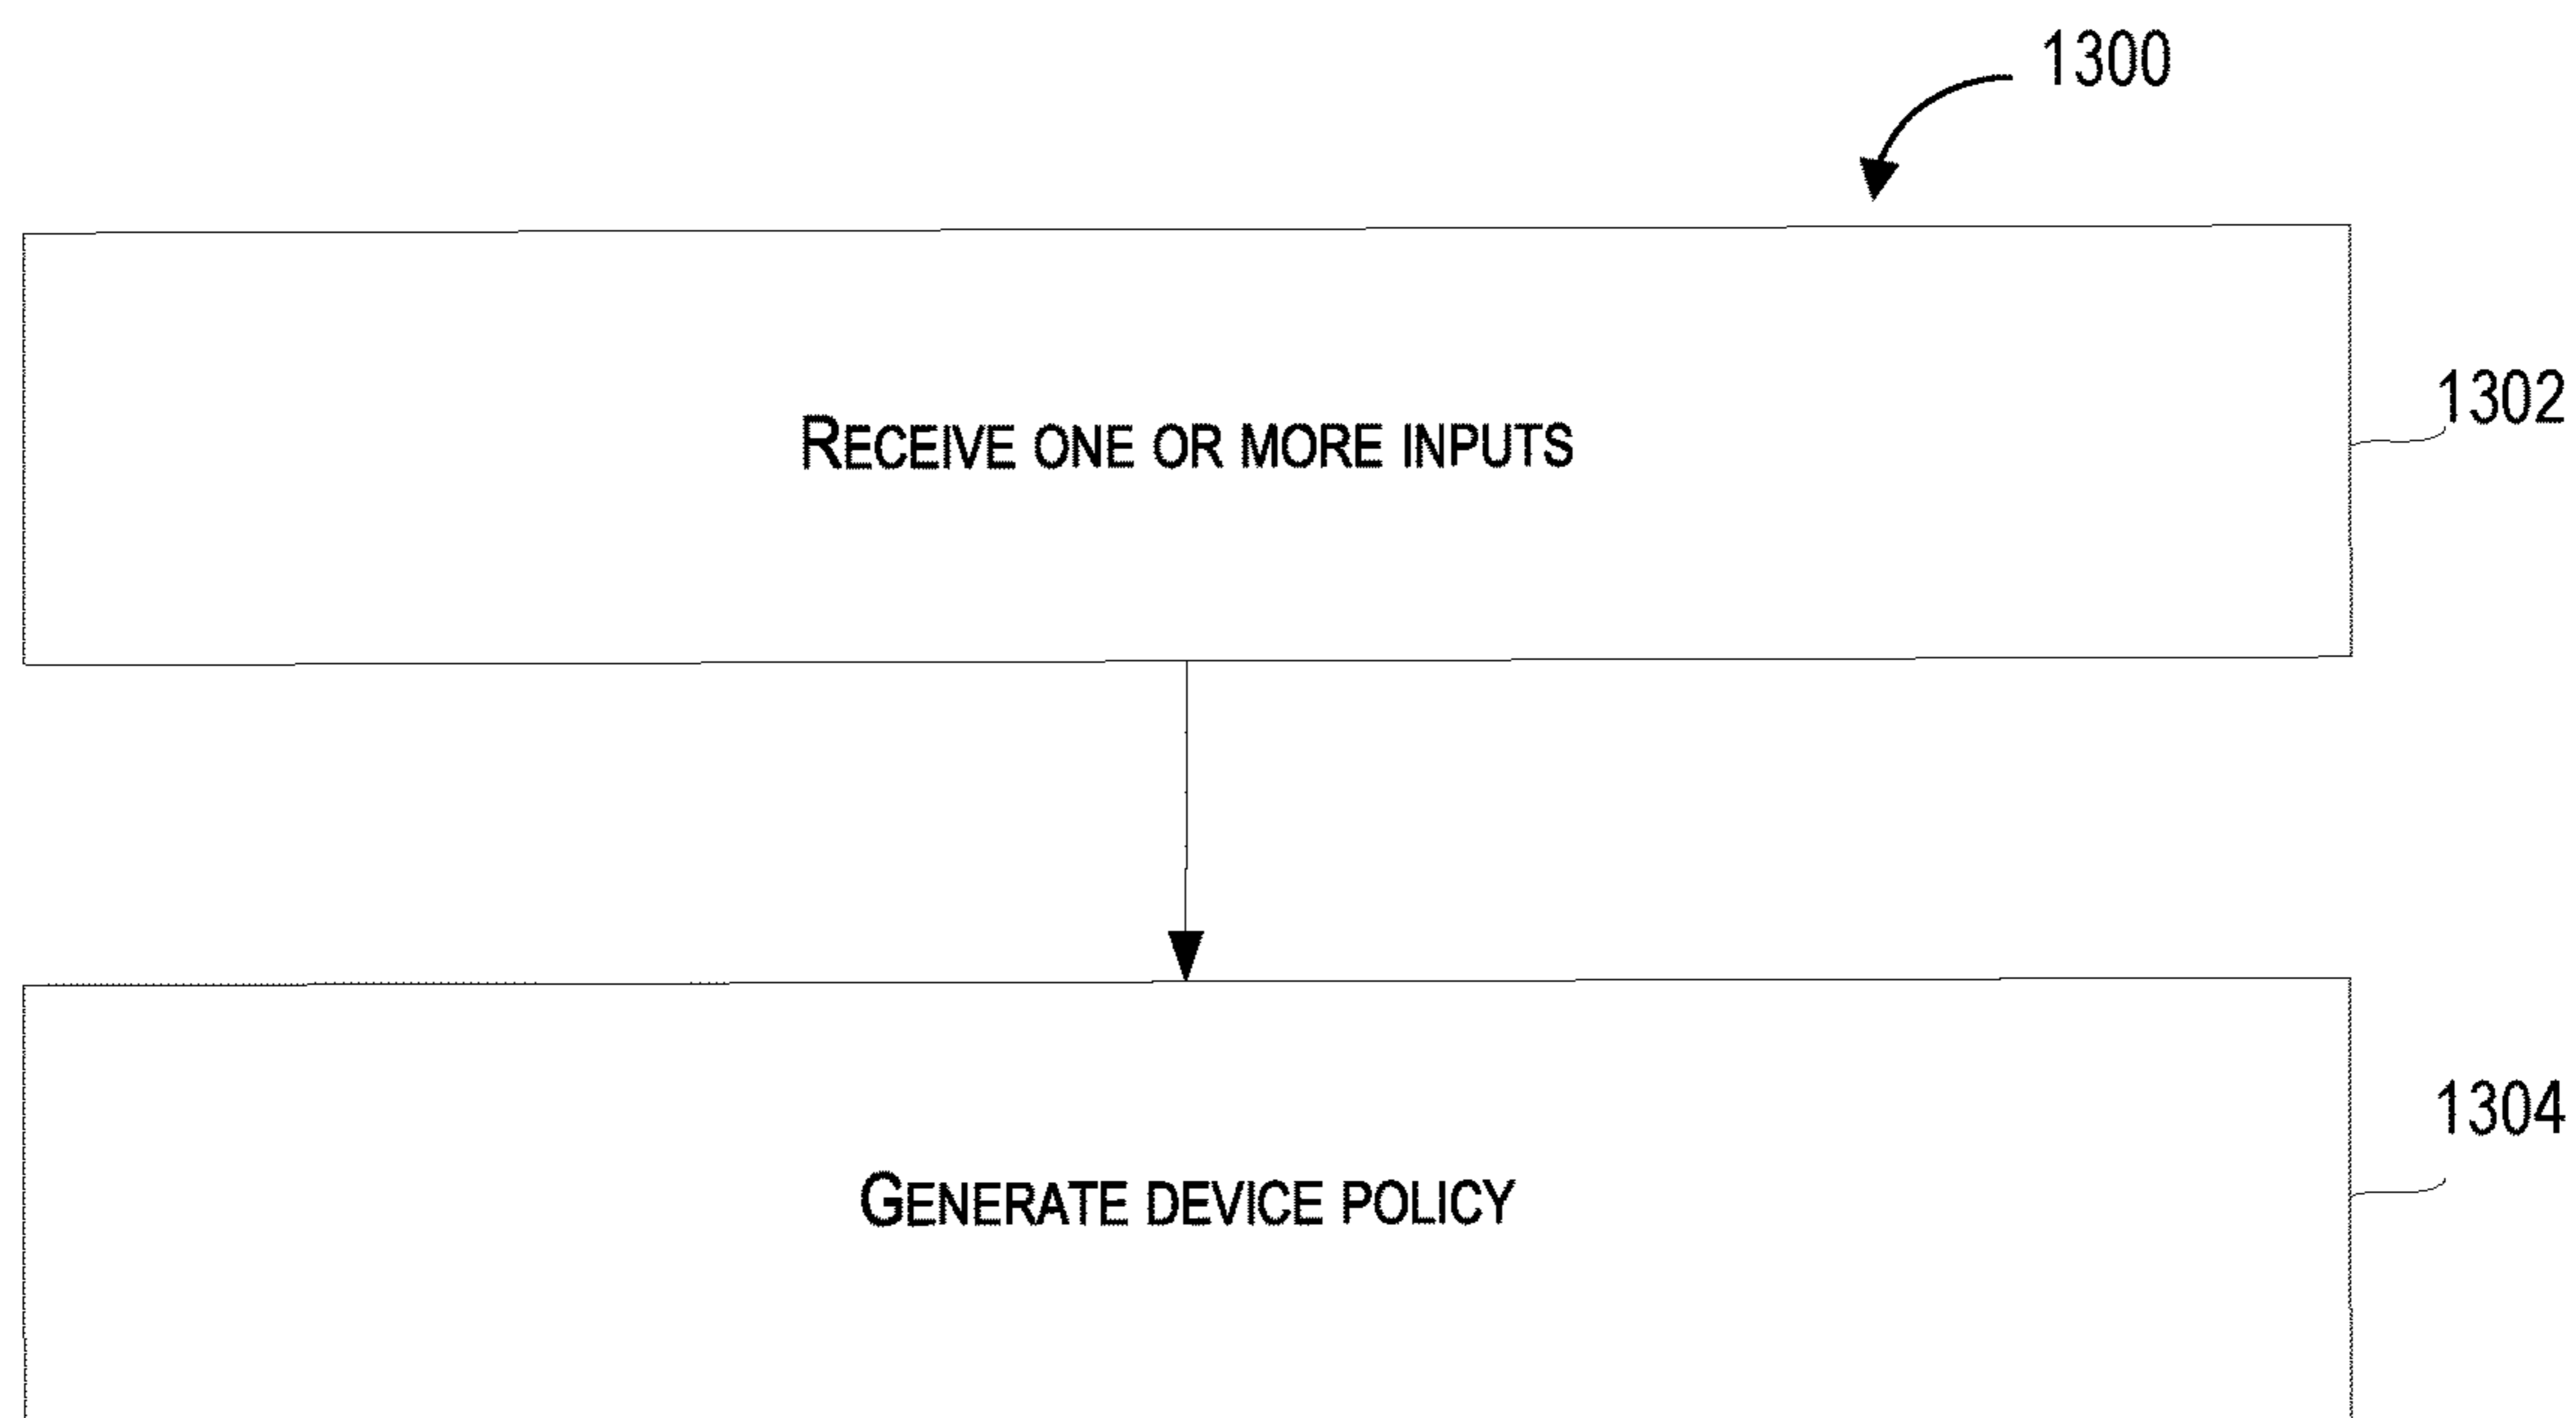 1300
RECEIVE ONE OR MORE INPUTS
1302
GENERATE DEVICE POLICY
1304